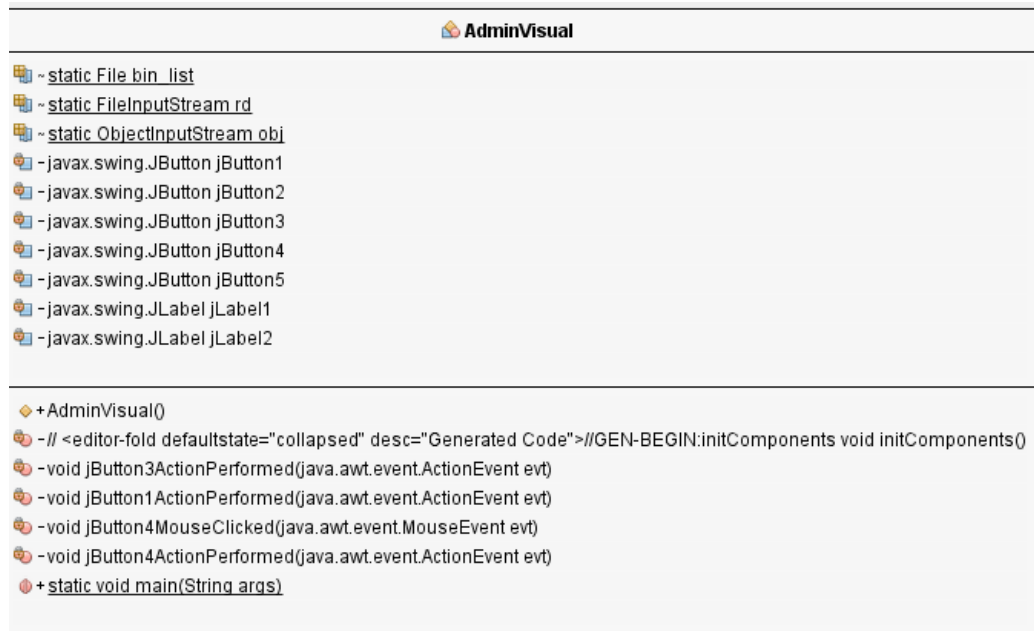 AdminVisual
~static File bin_list
~static FileInputStream rd
~static ObjectInputStream obj
-javax.swing.JButton jButton1
-javax.swing.JButton jButton2
-javax.swing.JButton jButton3
-javax.swing.JButton jButton4
-javax.swing.JButton jButton5
-javax.swing.JLabel jLabel1
-javax.swing.JLabel jLabel2
+AdminVisual()
-// <editor-fold defaultstate="collapsed" desc="Generated Code">//GEN-BEGIN:initComponents void initComponents()
-void jButton3ActionPerformed(java.awt.event.ActionEvent evt)
-void jButton1ActionPerformed(java.awt.event.ActionEvent evt)
-void jButton4MouseClicked(java.awt.event.MouseEvent evt)
-void jButton4ActionPerformed(java.awt.event.ActionEvent evt)
+static void main(String args)